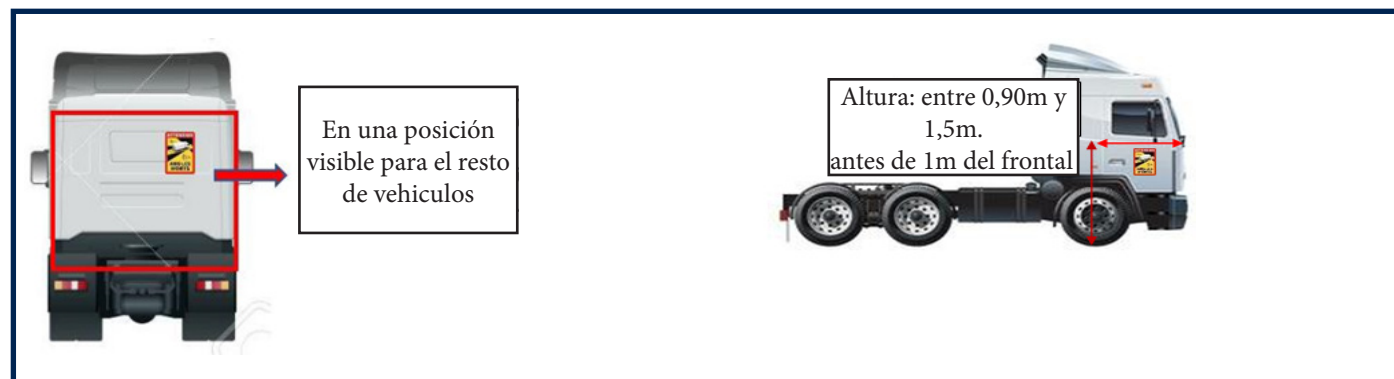 En una posición
visible para el resto
de vehiculos
Altura: entre 0,90m y
1,5m.
antes de 1m del frontal